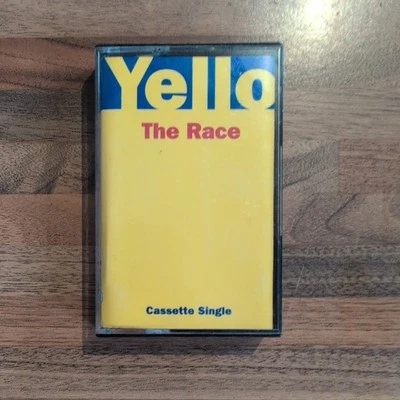 Yello
The Race
Cassette Single